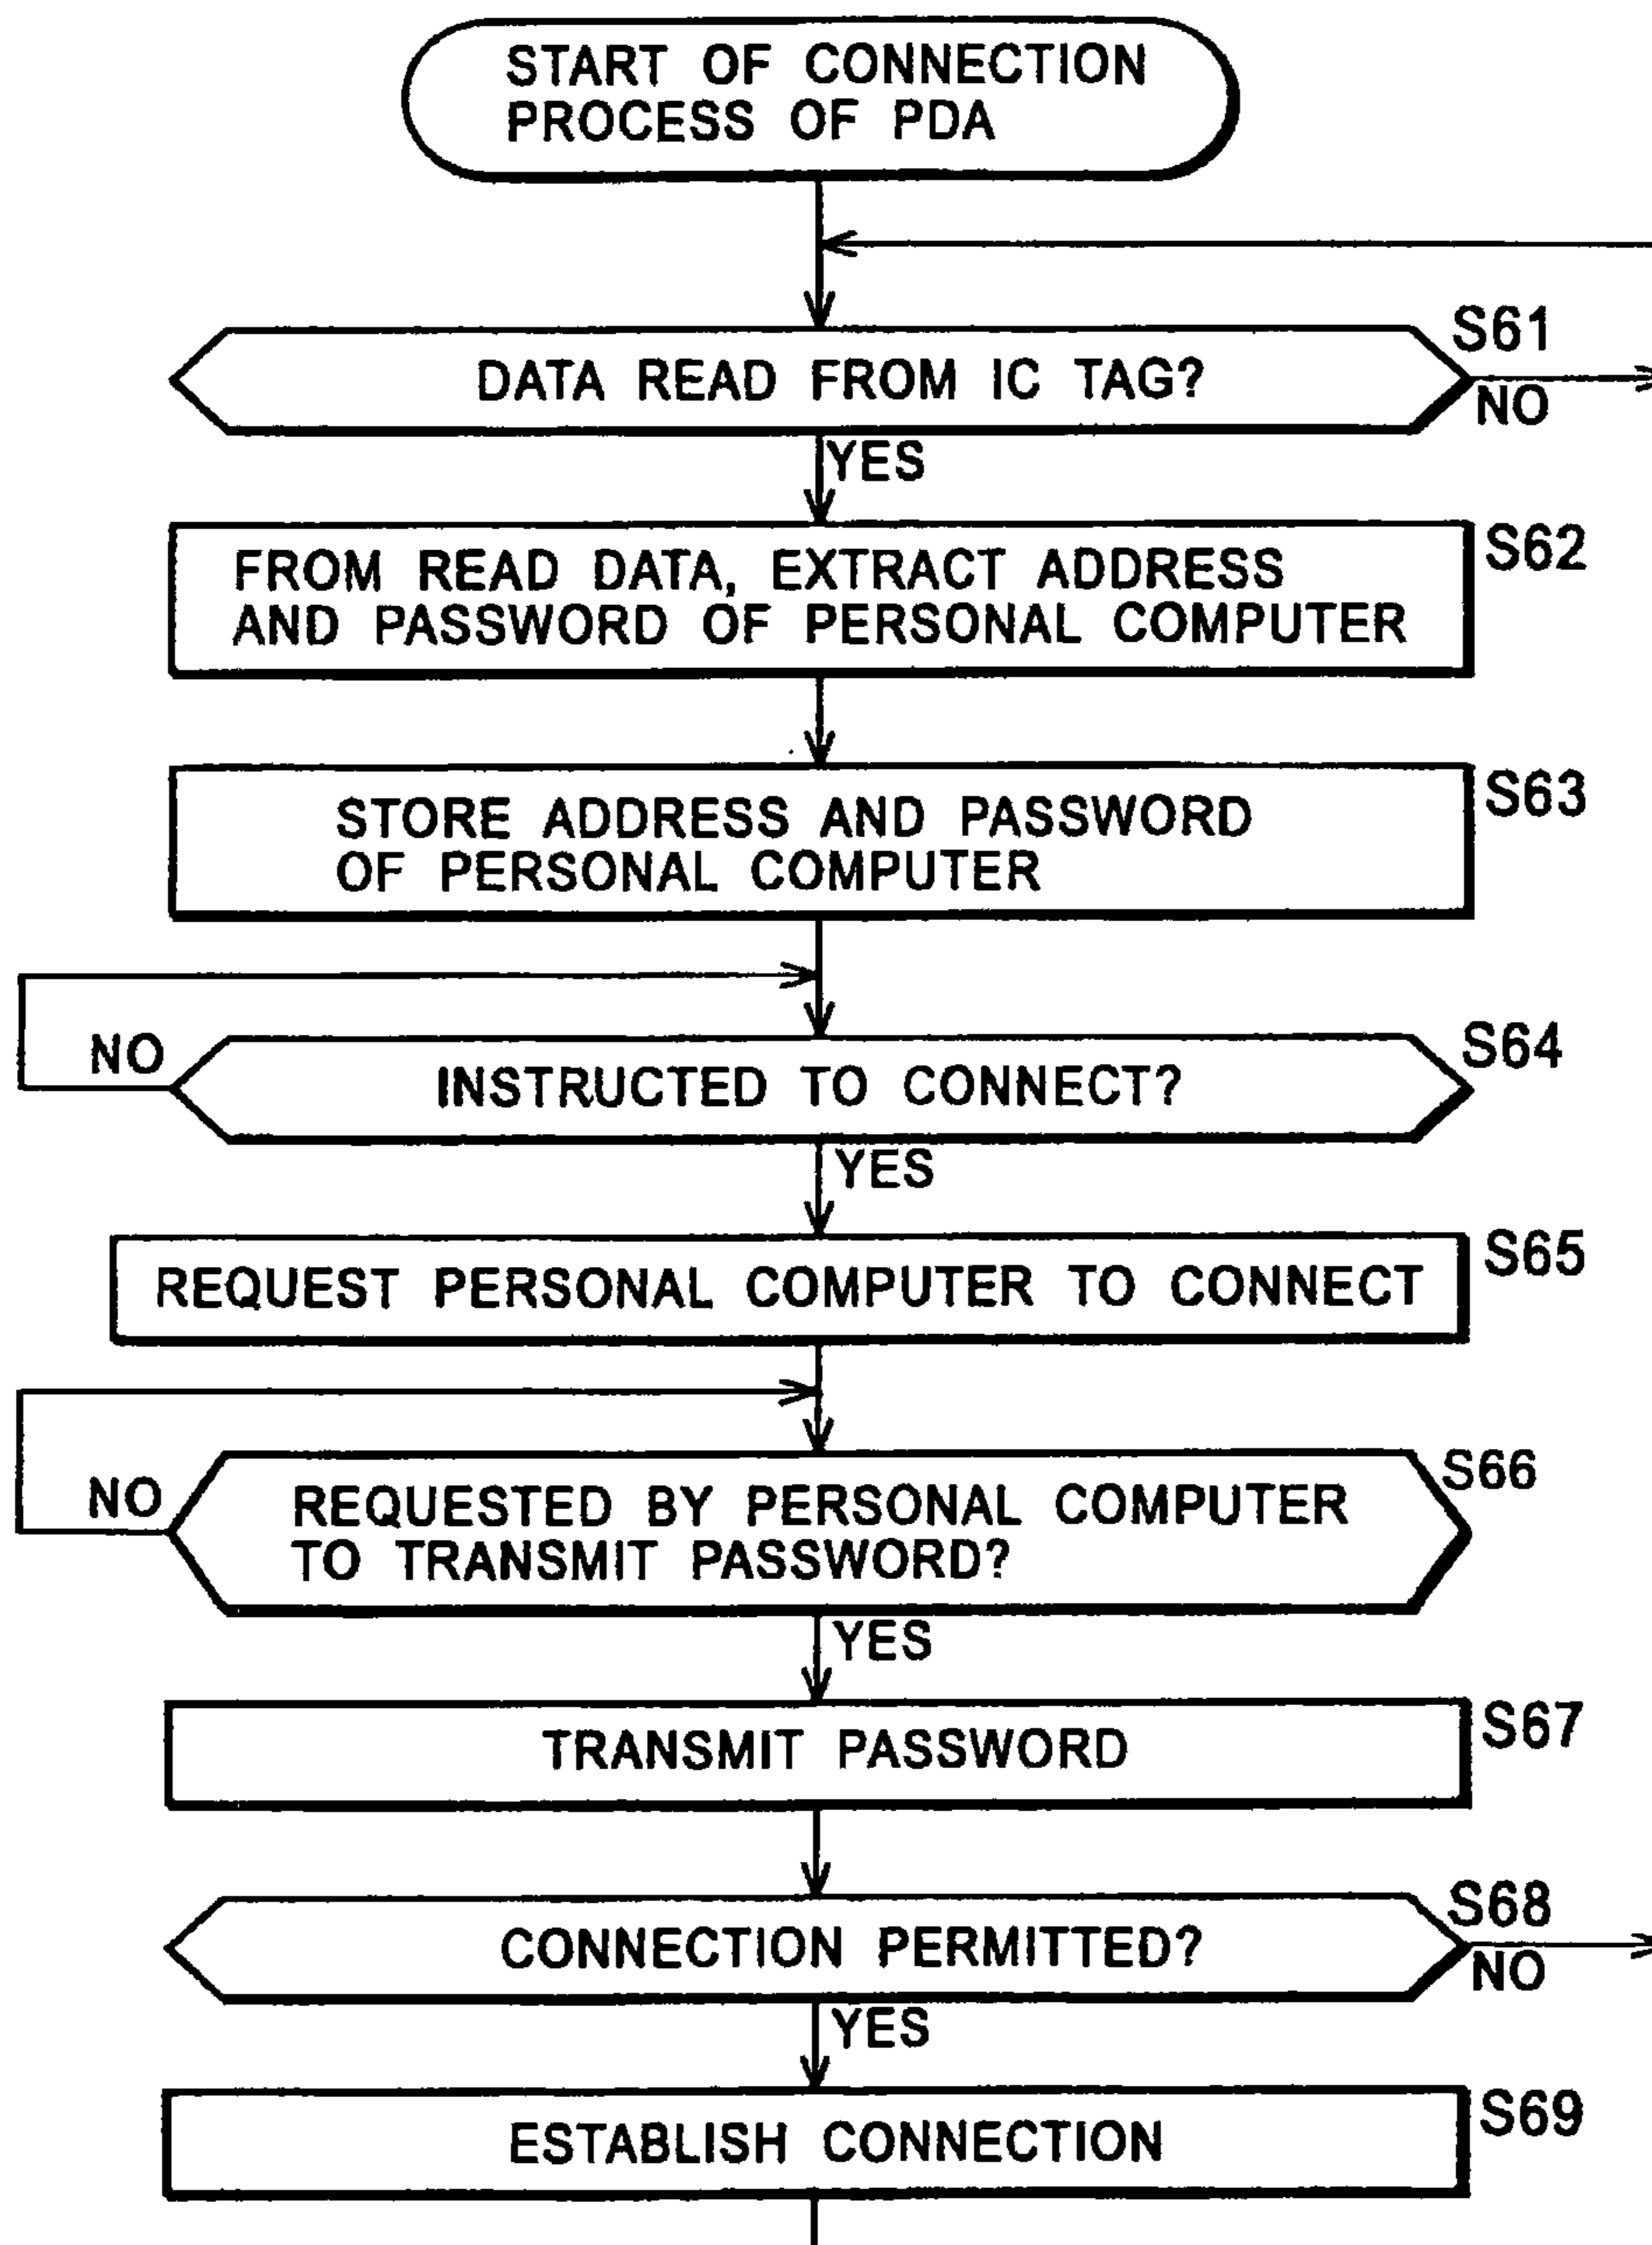 START OF CONNECTION
PROCESS OF PDA
S61
DATA READ FROM IC TAG?
NO
YES
S62
FROM READ DATA, EXTRACT ADDRESS
AND PASSWORD OF PERSONAL COMPUTER
S63
STORE ADDRESS AND PASSWORD
OF PERSONAL COMPUTER
S64
NO
INSTRUCTED TO CONNECT?
YES
S65
REQUEST PERSONAL COMPUTER TO CONNECT
S66
NO
REQUESTED BY PERSONAL COMPUTER
TO TRANSMIT PASSWORD?
YES
S67
TRANSMIT PASSWORD
S68
CONNECTION PERMITTED?
NO
YES
S69
ESTABLISH CONNECTION